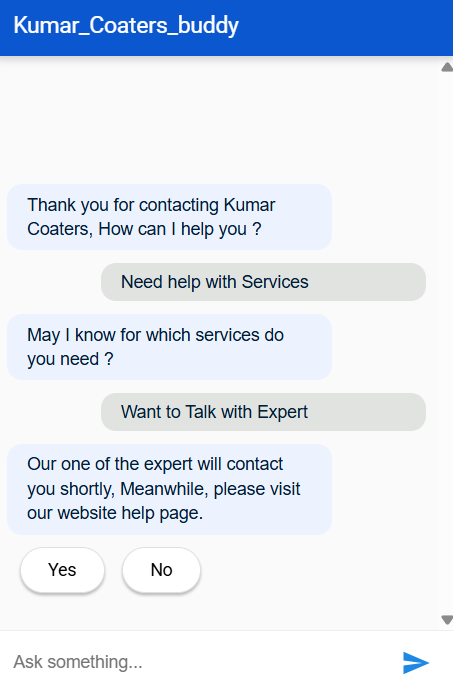 Kumar_Coaters_buddy
Thank you for contacting Kumar
Coaters, How can I help you ?
Need help with Services
May I know for which services do
you need ?
Want to Talk with Expert
Our one of the expert will contact
you shortly, Meanwhile, please visit
our website help page.
Yes No
Ask something...